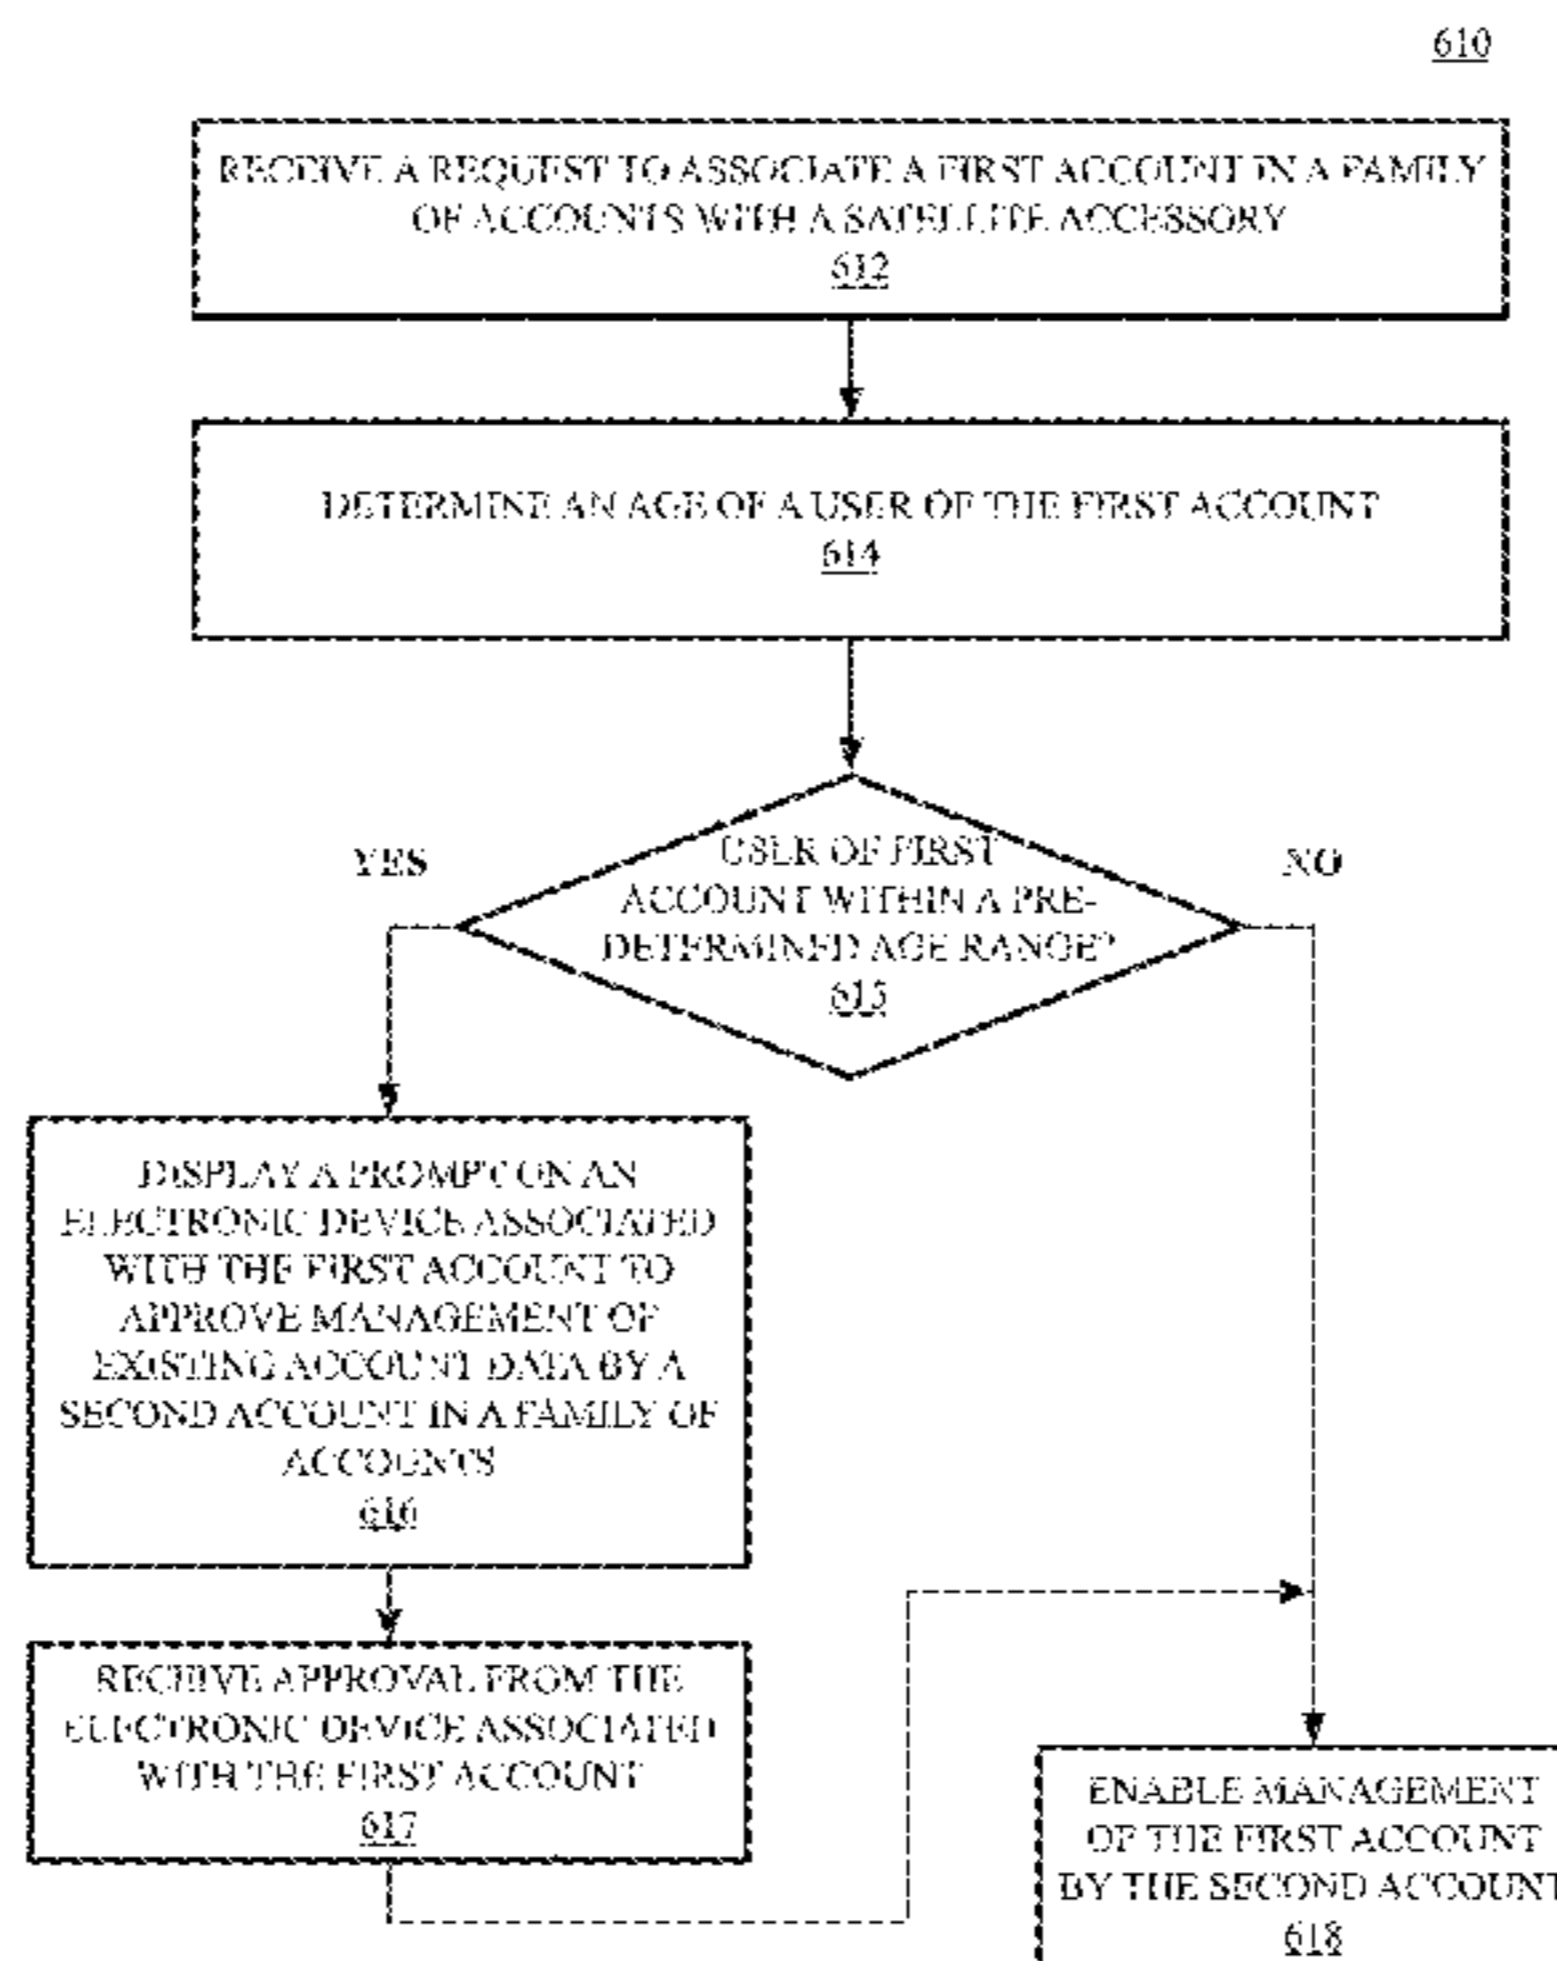 610
RECEIVE A REQUEST TO ASSOCIATE A FIRST ACCOUNT IN A FAMILY
OF ACCOUNTS WITH A SATELLITE ACCESSORY
612
DETERMINE AN AGE OF A USER OF THE FIRST ACCOUNT
614
YES
NO
USER OF FIRST
ACCOUNT WITHIN A PRE-
DETERMINED AGE RANGE?
615
DISPLAY A PROMPT ON AN
ELECTRONIC DEVICE ASSOCIATED
WITH THE FIRST ACCOUNT TO
APPROVE MANAGEMENT OF
EXISTING ACCOUNT DATA BY A
SECOND ACCOUNT IN A FAMILY OF
ACCOUNTS
616
RECEIVE APPROVAL FROM THE
ELECTRONIC DEVICE ASSOCIATED
WITH THE FIRST ACCOUNT
617
ENABLE MANAGEMENT
OF THE FIRST ACCOUNT
BY THE SECOND ACCOUNT
618